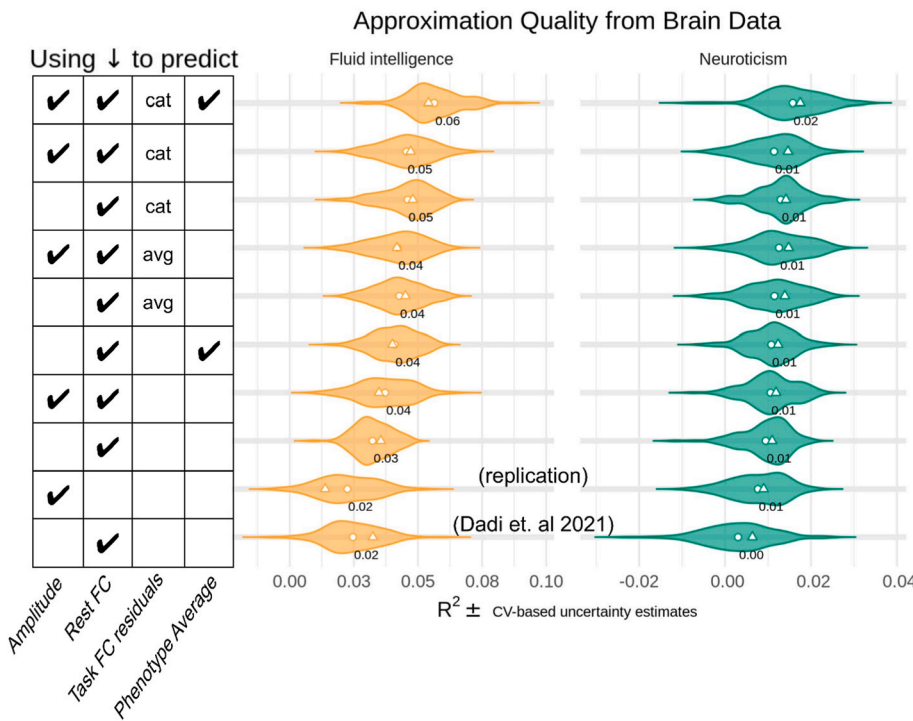 Approximation Quality from Brain Data
Using ↓ to predict
Fluid intelligence
Neuroticism
✔ ✔ cat ✔
0.06
0.02
✔ ✔ cat
0.05
0.01
✔ cat
0.05
0.01
✔ ✔ avg
0.04
0.01
✔ avg
0.04
0.01
✔ ✔
0.04
0.01
✔ ✔
0.04
0.01
✔
0.03
0.01
✔
(replication)
0.02
0.01
✔
(Dadi et. al 2021)
0.02
0.00
0.00 0.03 0.05 0.08 0.10
-0.02 0.00 0.02 0.04
Amplitude
Rest FC
Task FC residuals
Phenotype Average
R² ± CV-based uncertainty estimates